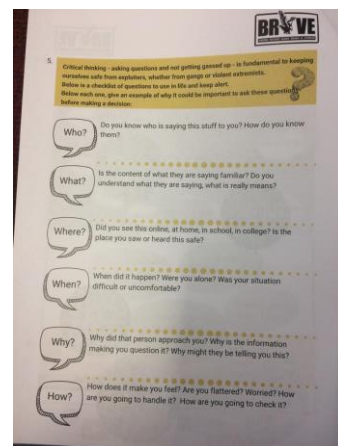 BRAVE
5.
Critical thinking - asking questions and not getting gassed up - is fundamental to keeping
ourselves safe from exploiters, whether from gangs or violent extremists.
Below is a checklist of questions to use in life and keep alert.
Below each one, give an example of why it could be important to ask these questions
before making a decision:
Who?
Do you know who is saying this stuff to you? How do you know
them?
What?
Is the content of what they are saying familiar? Do you
understand what they are saying, what is really means?
Where?
Did you see this online, at home, in school, in college? Is the
place you saw or heard this safe?
When?
When did it happen? Were you alone? Was your situation
difficult or uncomfortable?
Why?
Why did that person approach you? Why is the information
making you question it? Why might they be telling you this?
How?
How does it make you feel? Are you flattered? Worried? How
are you going to handle it? How are you going to check it?